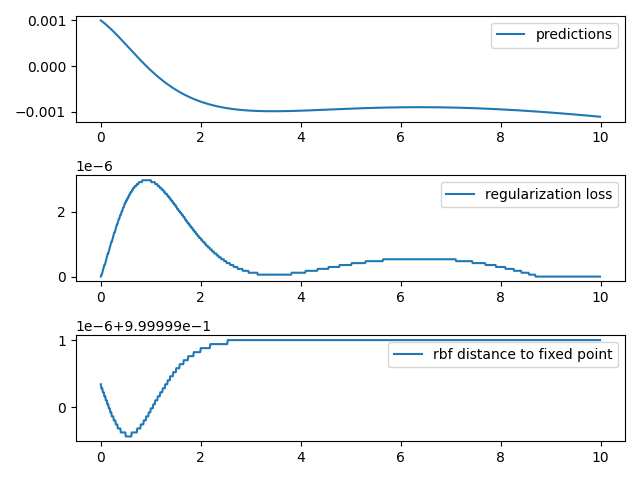 0.001
0.000
−0.001
predictions
0 2 4 6 8 10
1e−6
2
0
regularization loss
0 2 4 6 8 10
1e−6+9.99999e−1
1
0
rbf distance to fixed point
0 2 4 6 8 10